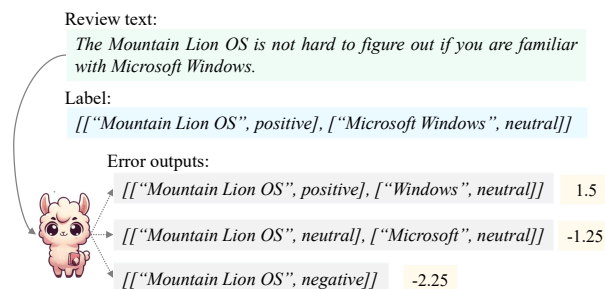 Review text:
The Mountain Lion OS is not hard to figure out if you are familiar
with Microsoft Windows.
Label:
[[“Mountain Lion OS”, positive], [“Microsoft Windows”, neutral]]
Error outputs:
[[“Mountain Lion OS”, positive], [“Windows”, neutral]] 1.5
[[“Mountain Lion OS”, neutral], [“Microsoft”, neutral]] -1.25
[[“Mountain Lion OS”, negative]] -2.25